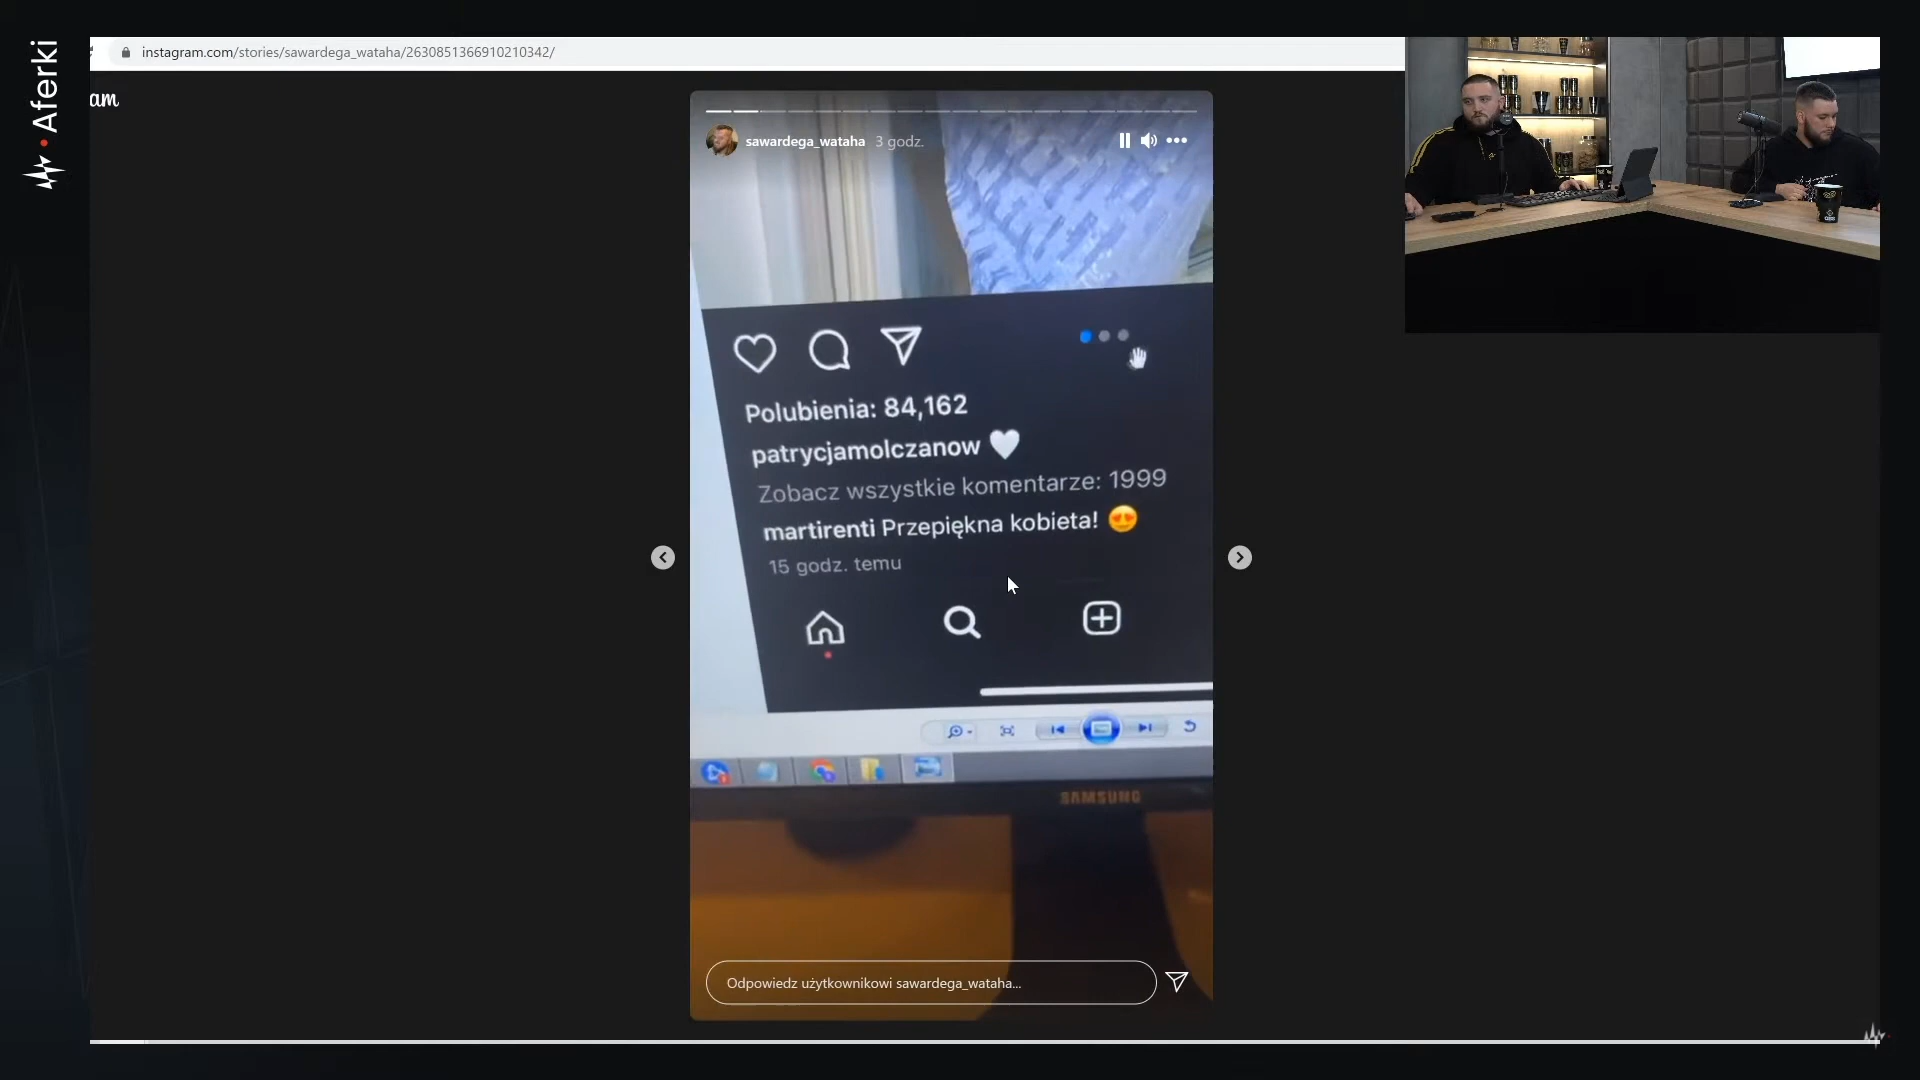 Aferki
instagram.com/stories/sawardega_wataha/2630851366910210342/
am
sawardega_wataha 3 godz.
Polubienia: 84,162
patrycjamolczanow 🤍
Zobacz wszystkie komentarze: 1999
martirenti Przepiękna kobieta! 😍
15 godz. temu
SAMSUNG
Odpowiedz użytkownikowi sawardega_wataha...